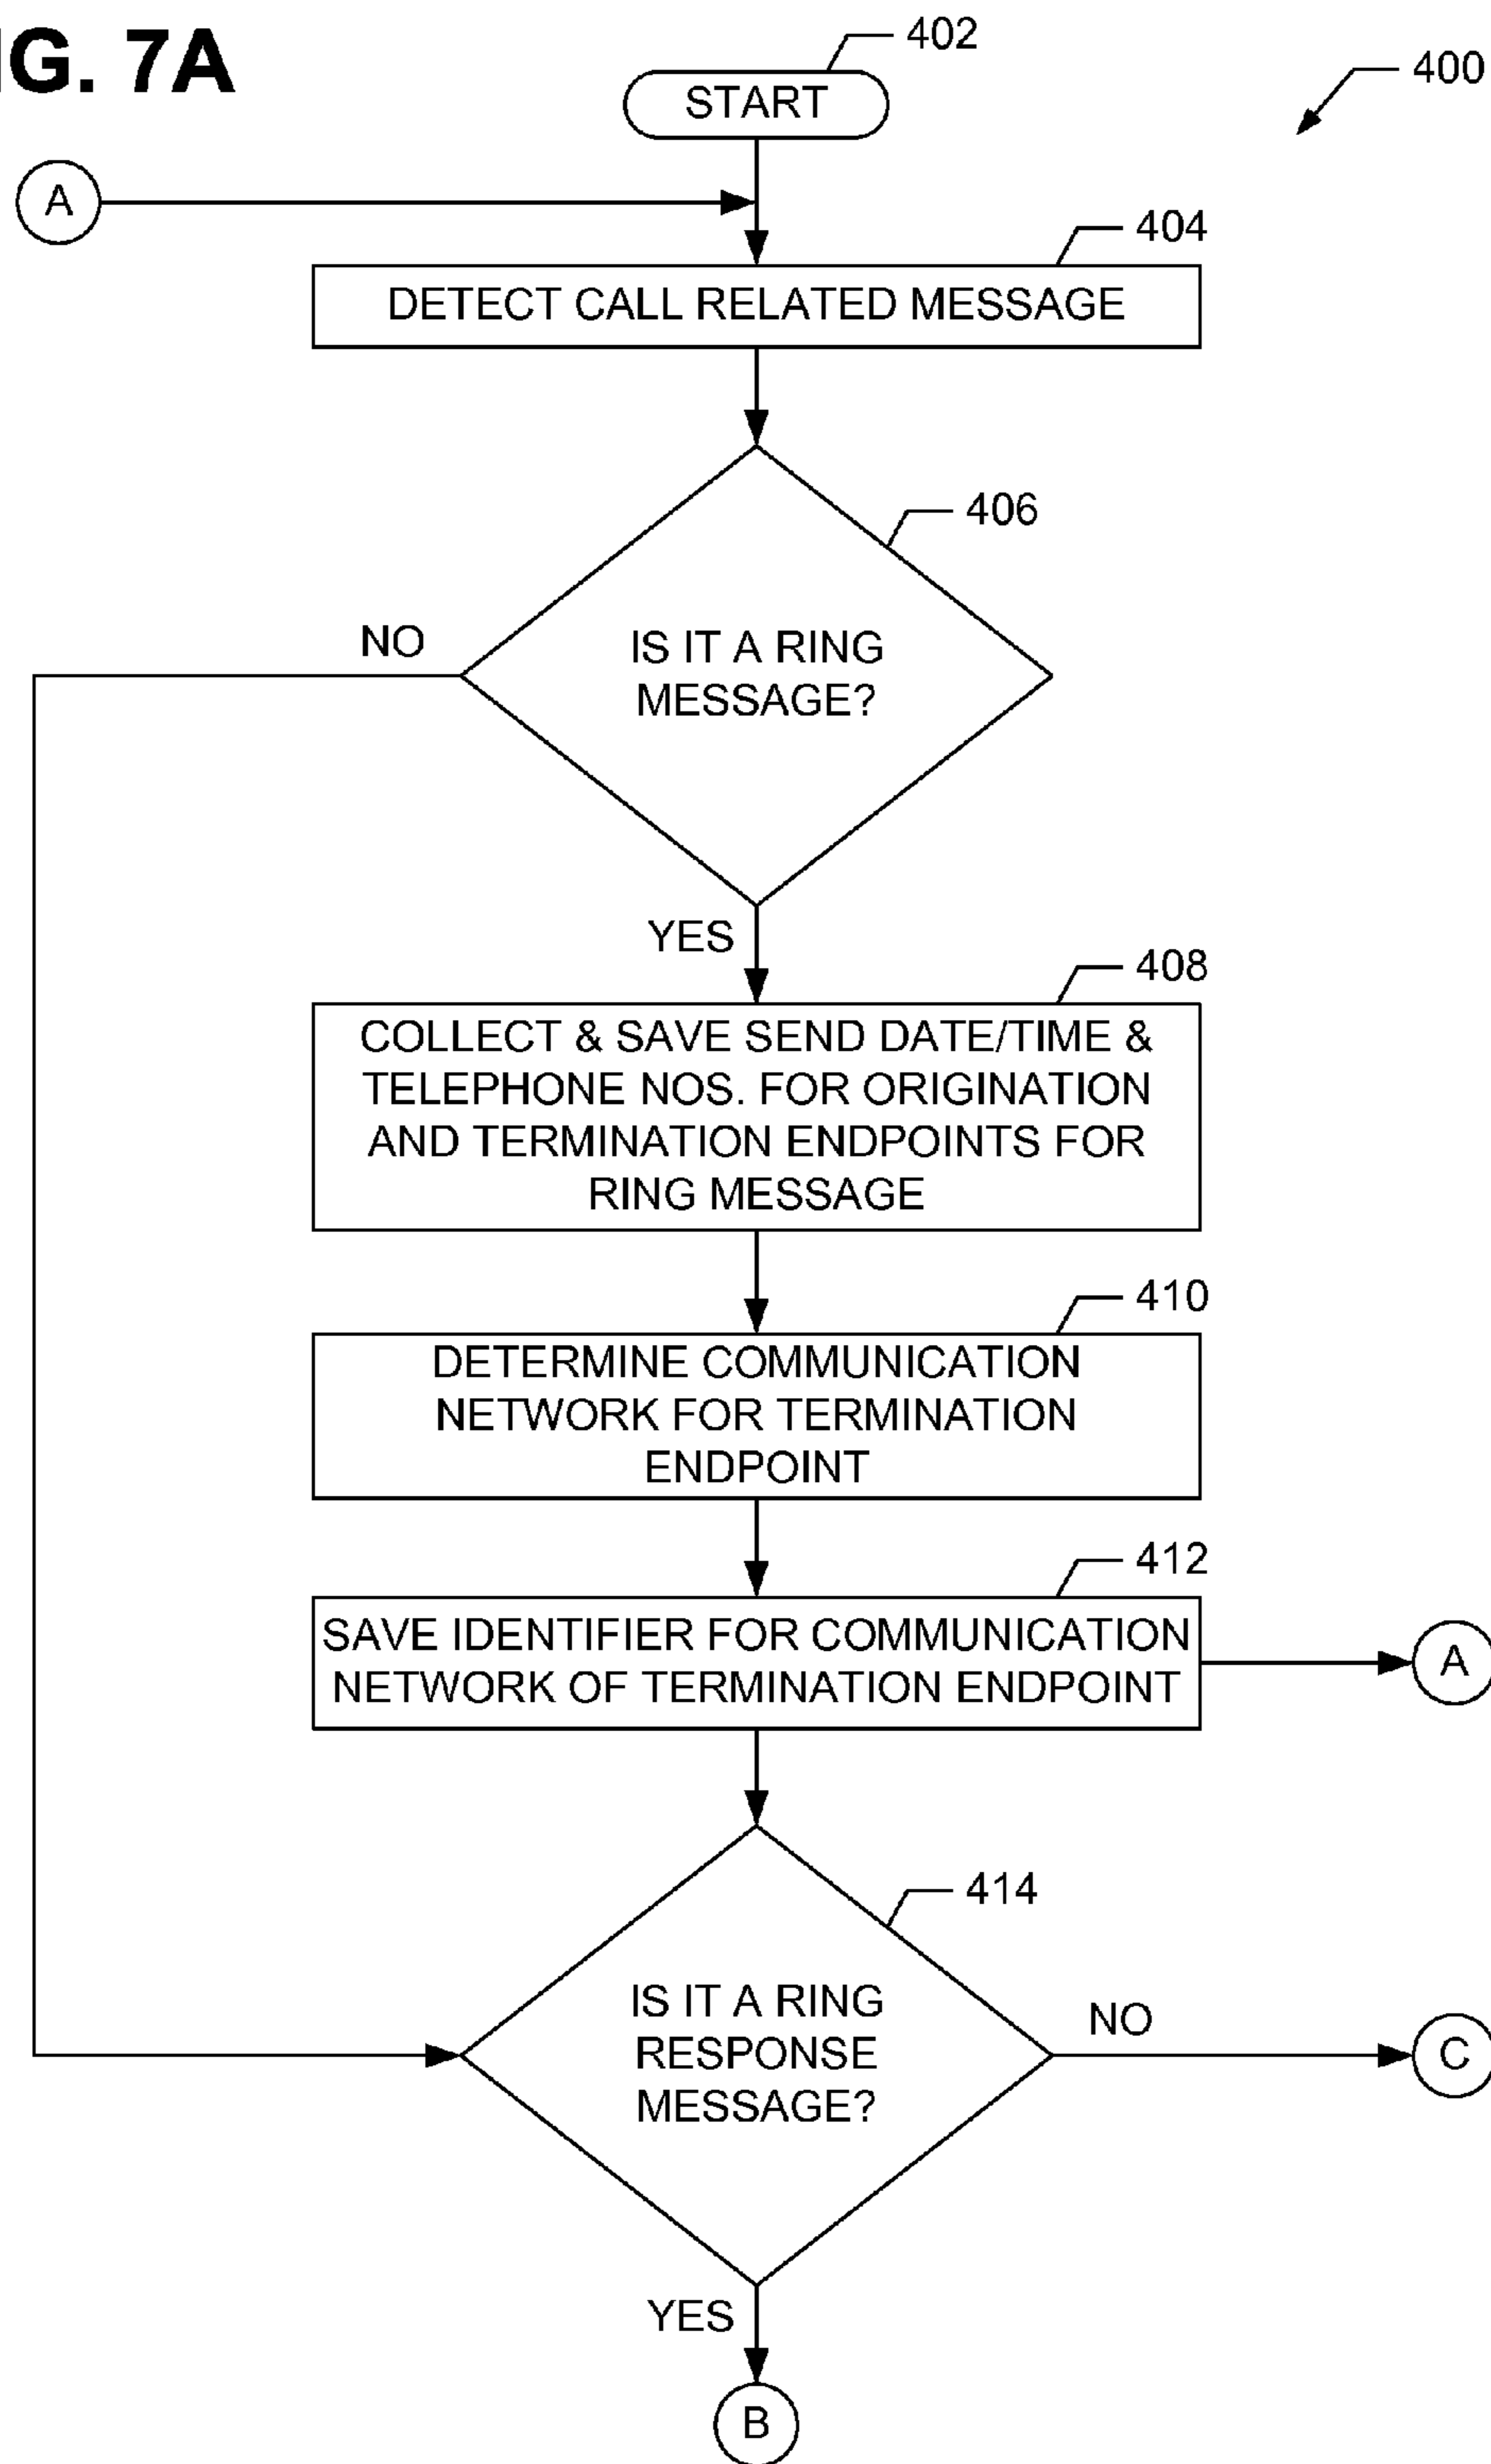 G. 7A
402
START
400
A
404
DETECT CALL RELATED MESSAGE
406
NO
IS IT A RING
MESSAGE?
YES
408
COLLECT & SAVE SEND DATE/TIME &
TELEPHONE NOS. FOR ORIGINATION
AND TERMINATION ENDPOINTS FOR
RING MESSAGE
410
DETERMINE COMMUNICATION
NETWORK FOR TERMINATION
ENDPOINT
412
SAVE IDENTIFIER FOR COMMUNICATION
NETWORK OF TERMINATION ENDPOINT
A
414
IS IT A RING
RESPONSE
MESSAGE?
NO
C
YES
B